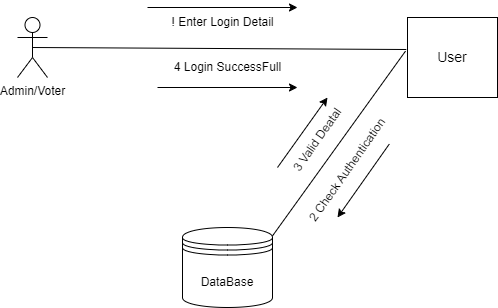 ! Enter Login Detail
4 Login SuccessFull
User
Admin/Voter
3 Valid Deatal
2 Check Authentication
DataBase